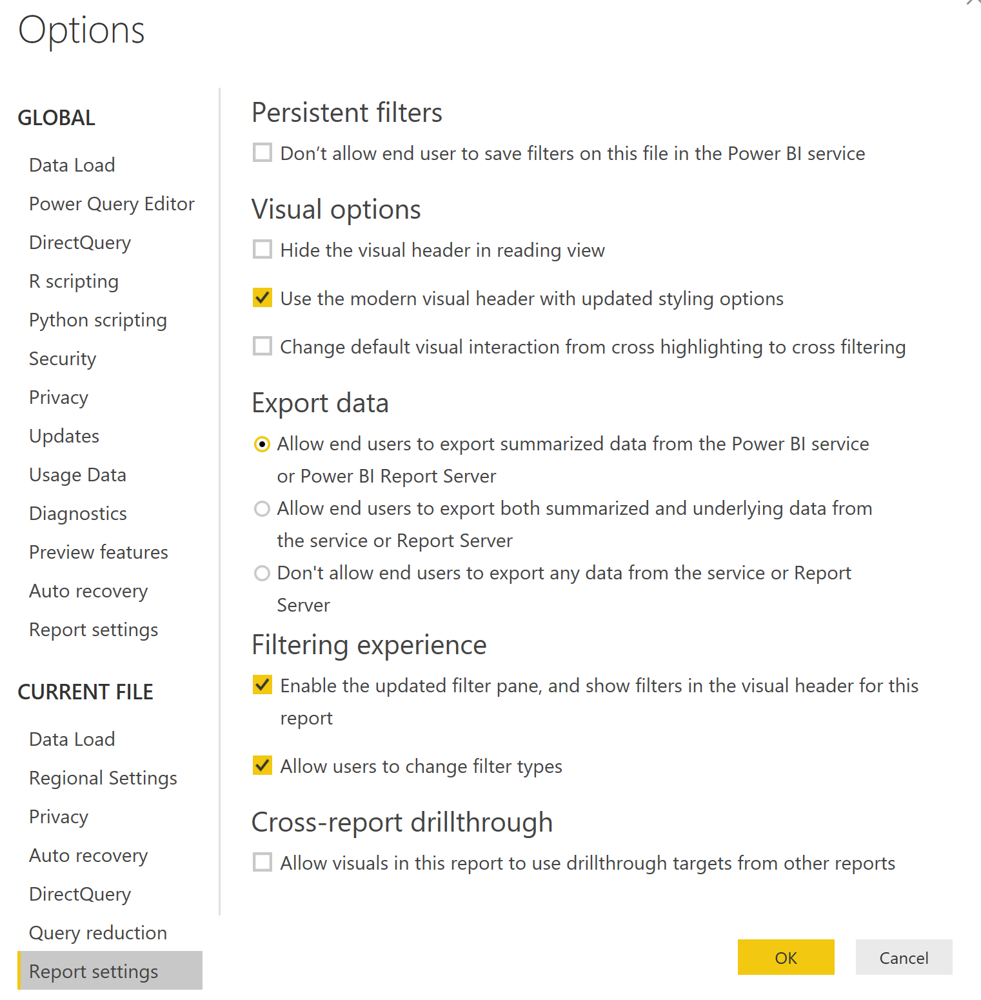 Options
GLOBAL
Data Load
Power Query Editor
DirectQuery
R scripting
Python scripting
Security
Privacy
Updates
Usage Data
Diagnostics
Preview features
Auto recovery
Report settings
CURRENT FILE
Data Load
Regional Settings
Privacy
Auto recovery
DirectQuery
Query reduction
Report settings
Persistent filters
Don’t allow end user to save filters on this file in the Power BI service
Visual options
Hide the visual header in reading view
Use the modern visual header with updated styling options
Change default visual interaction from cross highlighting to cross filtering
Export data
Allow end users to export summarized data from the Power BI service
or Power BI Report Server
Allow end users to export both summarized and underlying data from
the service or Report Server
Don't allow end users to export any data from the service or Report
Server
Filtering experience
Enable the updated filter pane, and show filters in the visual header for this
report
Allow users to change filter types
Cross-report drillthrough
Allow visuals in this report to use drillthrough targets from other reports
OK
Cancel